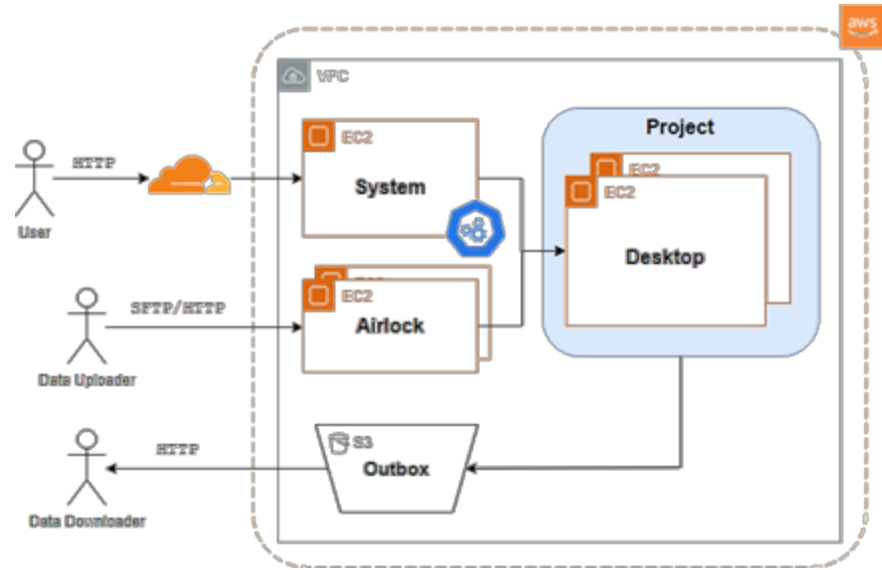 aws
VPC
EC2
System
Project
EC2
EC2
Desktop
HTTP
User
EC2
Airlock
SFTP/HTTP
Data Uploader
S3
Outbox
HTTP
Data Downloader